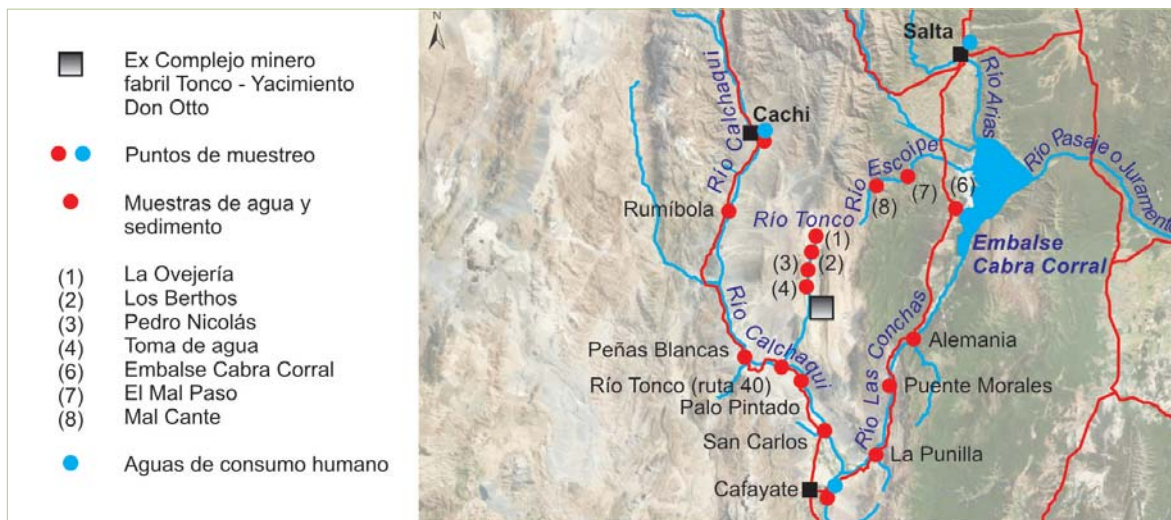 Ex Complejo minero
fabril Tonco - Yacimiento
Don Otto
Puntos de muestreo
Muestras de agua y
sedimento
(1) La Ovejería
(2) Los Berthos
(3) Pedro Nicolás
(4) Toma de agua
(6) Embalse Cabra Corral
(7) El Mal Paso
(8) Mal Cante
Aguas de consumo humano
N
Salta
Río Calchaqui
Río Arias
Cachi
Río Calchaqui
Río Escoipe
Río Pasaje o Juramento
(7)
(6)
(8)
Rumíbola
Río Tonco
(1)
(3)
(2)
(4)
Embalse
Cabra Corral
Río Calchaqui
Río Las Conchas
Alemania
Peñas Blancas
Río Tonco (ruta 40)
Puente Morales
Palo Pintado
San Carlos
La Punilla
Cafayate